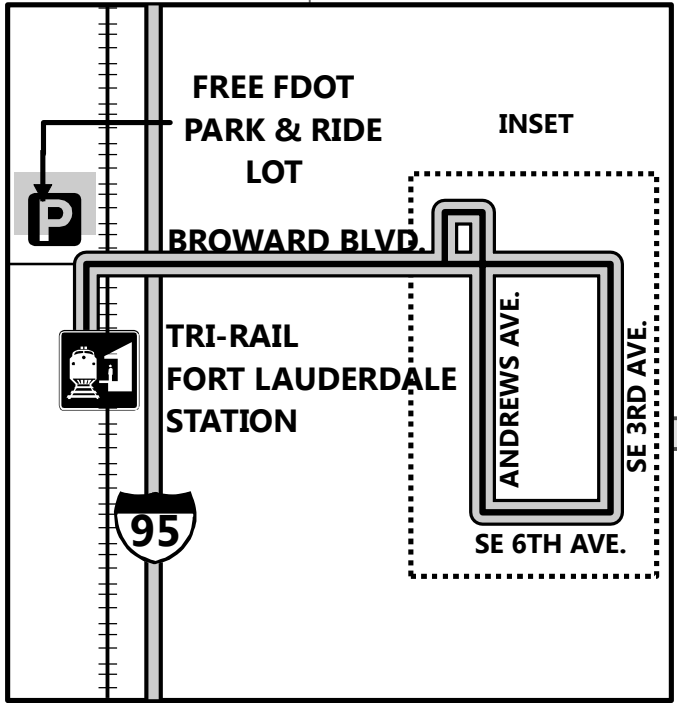 FREE FDOT
PARK & RIDE
LOT
INSET
P
BROWARD BLVD.
TRI-RAIL
FORT LAUDERDALE
STATION
ANDREWS AVE.
SE 3RD AVE.
95
SE 6TH AVE.